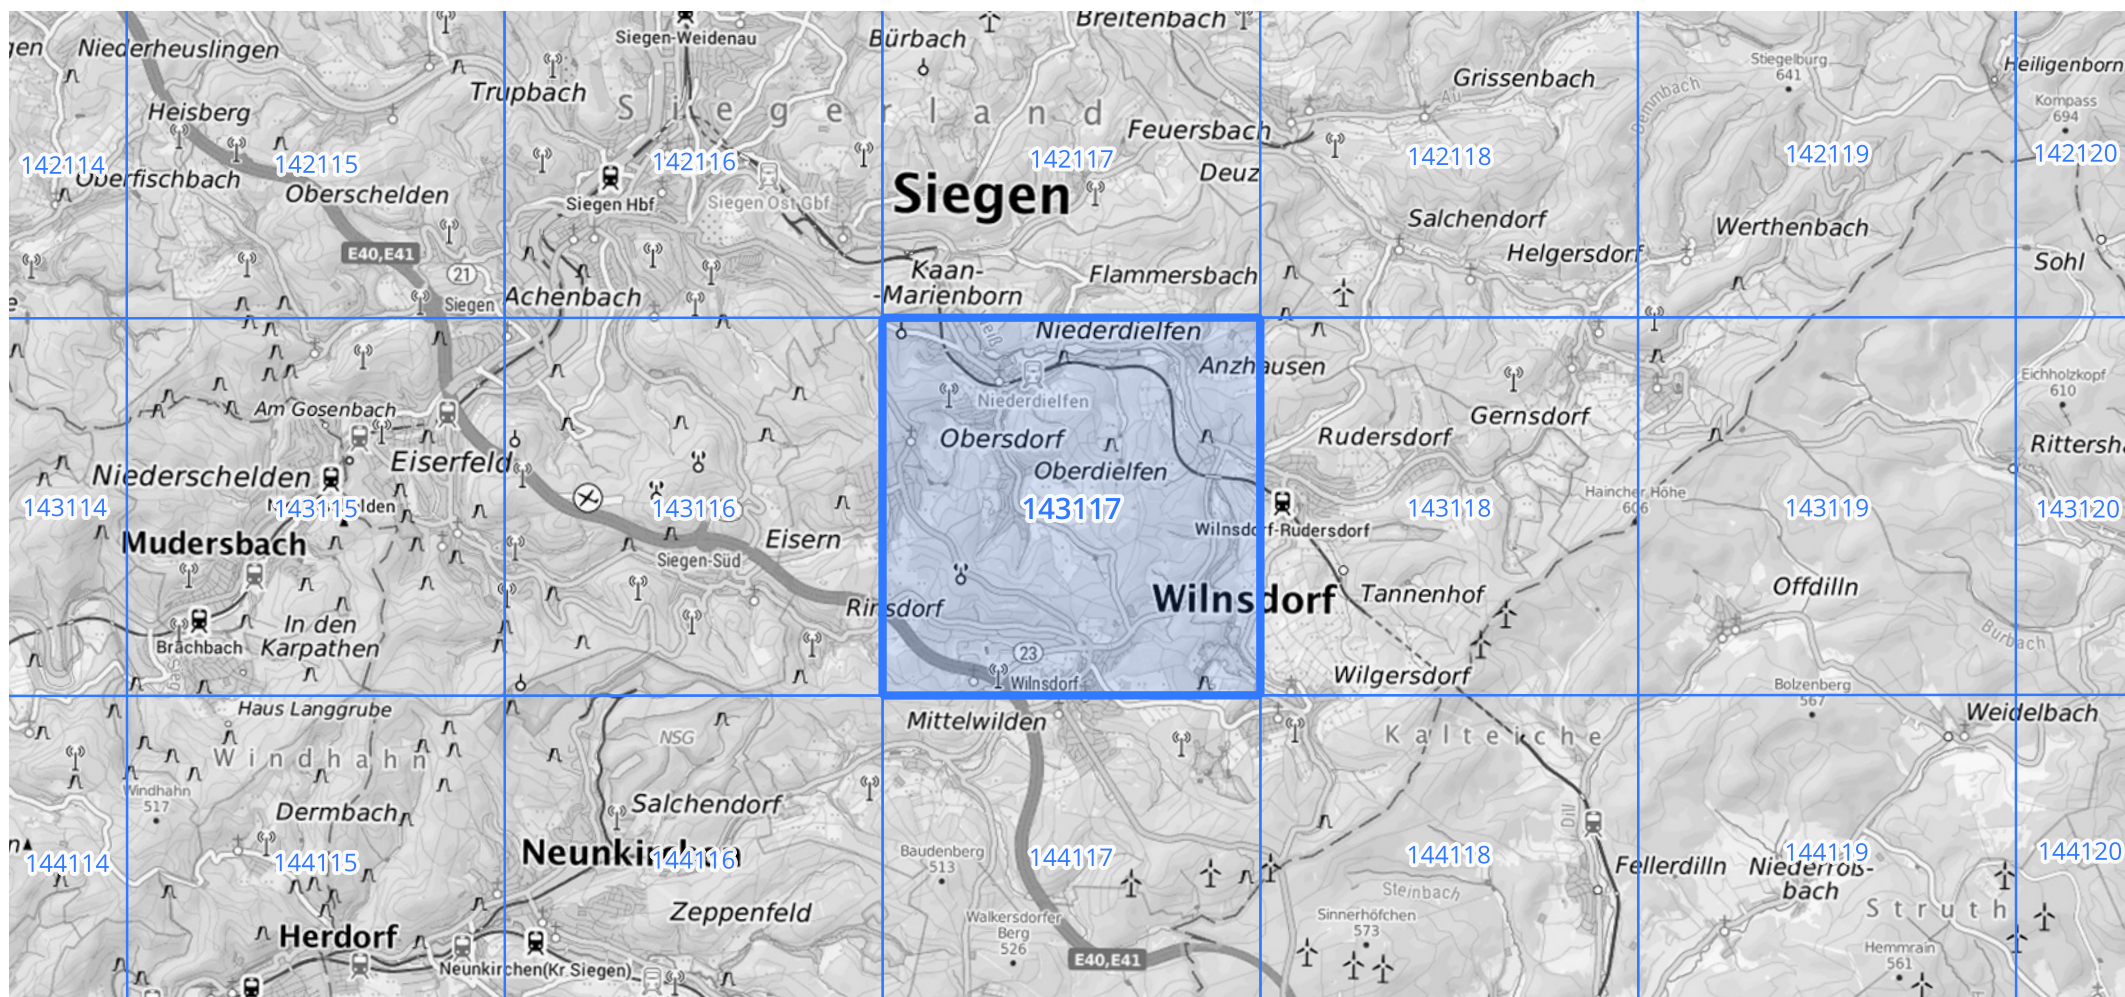 Niederheuslingen
Siegen-Weidenau
Bürbach
Breitenbach
Heisberg
Trupbach
Siegerland
Grissenbach
Stiegelburg
641
Heiligenborn
Kompass
694
Feuersbach
Au
142114
142115
142116
142117
142118
142119
142120
Oberfischbach
Oberschelden
Siegen Hbf
Siegen Ost Gbf
Siegen
Deuz
Salchendorf
Helgersdorf
Werthenbach
Sohl
E40,E41
21
Siegen
Achenbach
Kaan-
-Marienborn
Flammersbach
Niederdielfen
Anzhausen
Niederdielfen
Am Gosenbach
Eichholzkopf
610
Gernsdorf
Rudersdorf
Obersdorf
Oberdielfen
Niederschelden
Eiserfeld
Haincher Höhe
606
143114
143115
143116
143117
143118
143119
143120
Mudersbach
Eisern
Siegen-Süd
Wilnsdorf-Rudersdorf
Wilnsdorf
Tannenhof
Offdilln
Burbach
Rinsdorf
In den
Karpathen
Brachbach
23
Wilnsdorf
Wilgersdorf
Bolzenberg
567
Haus Langgrube
Mittelwilden
Weidelbach
NSG
Kalteiche
Windhahn
Windhahn
517
Dermbach
Salchendorf
Dill
Neunkirchen
Baudenberg
513
144114
144115
144116
144117
144118
144119
144120
Fellerdilln
Niederroß-
bach
Steinbach
Struth
Zeppenfeld
Walkersdorfer
Berg
526
Sinnerhöfchen
573
Herdorf
Neunkirchen(Kr Siegen)
E40,E41
Hemmrain
561